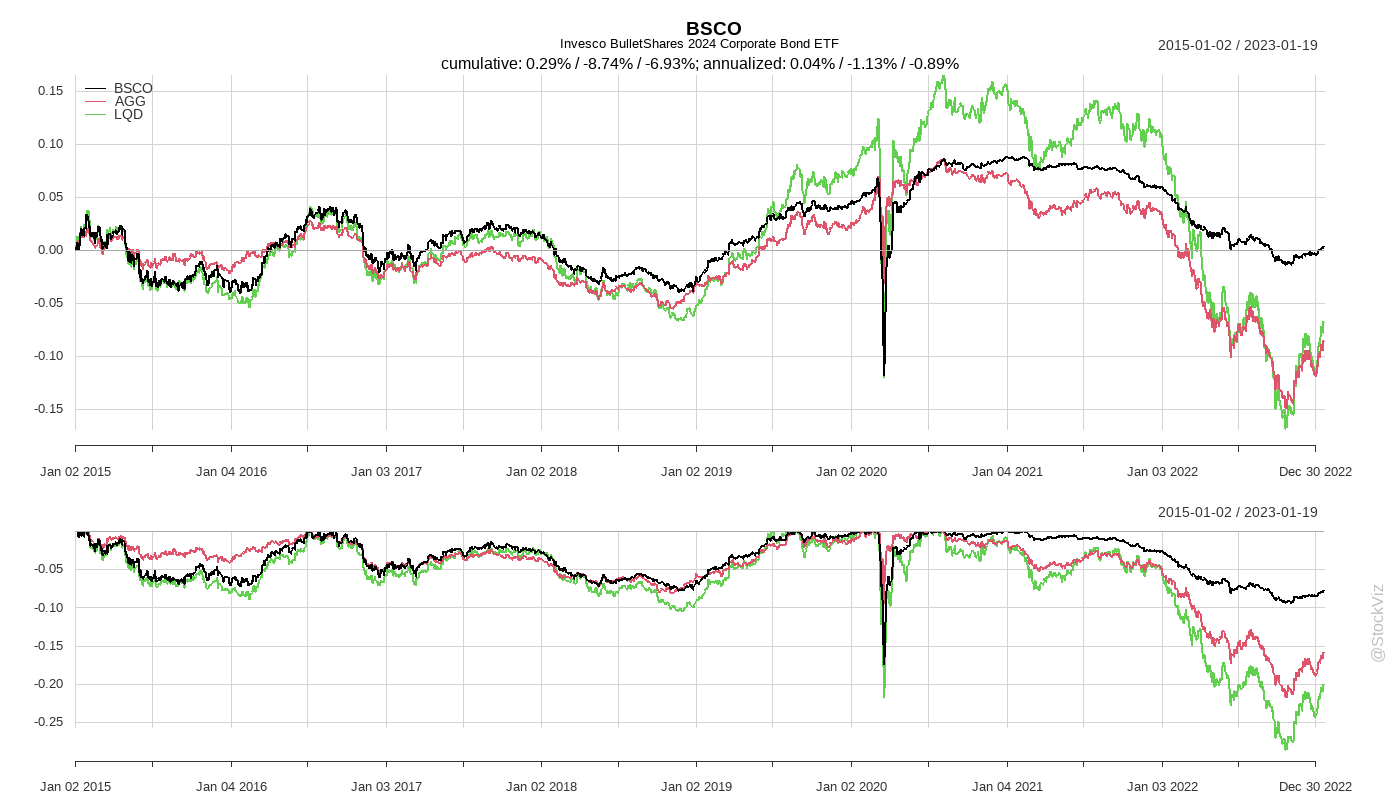 BSCO
Invesco BulletShares 2024 Corporate Bond ETF
2015-01-02 / 2023-01-19
cumulative: 0.29% / -8.74% / -6.93%; annualized: 0.04% / -1.13% / -0.89%
BSCO
AGG
LQD
0.15
0.10
0.05
0.00
-0.05
-0.10
-0.15
Jan 02 2015 Jan 04 2016 Jan 03 2017 Jan 02 2018 Jan 02 2019 Jan 02 2020 Jan 04 2021 Jan 03 2022 Dec 30 2022
2015-01-02 / 2023-01-19
-0.05
-0.10
-0.15
-0.20
-0.25
Jan 02 2015 Jan 04 2016 Jan 03 2017 Jan 02 2018 Jan 02 2019 Jan 02 2020 Jan 04 2021 Jan 03 2022 Dec 30 2022
@StockViz